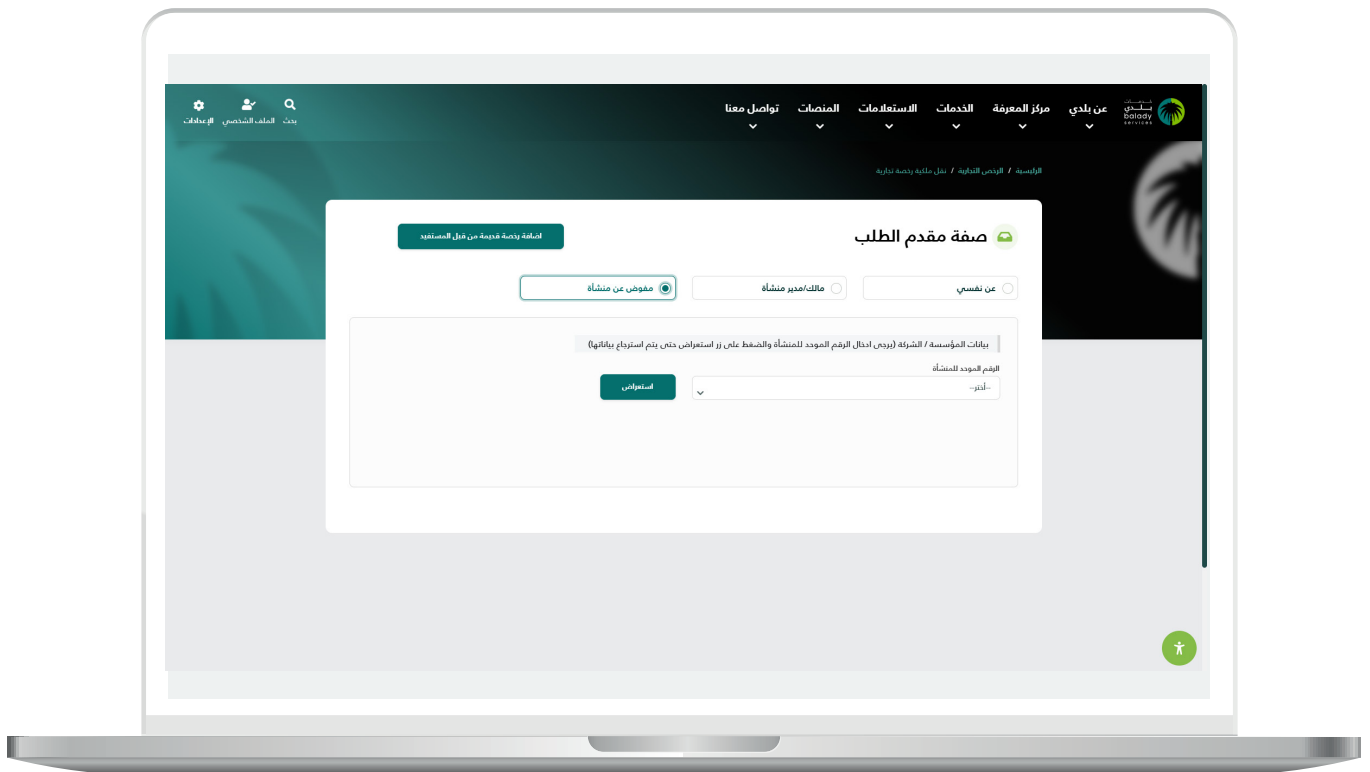 خدمات
بلدي
balady
services
عن بلدي
مركز المعرفة
الخدمات
الاستعلامات
المنصات
تواصل معنا
بحث
الملف الشخصي
الإعدادات
الرئيسية / الرخص التجارية / نقل ملكية رخصة تجارية
صفة مقدم الطلب
اضافة رخصة قديمة من قبل المستفيد
عن نفسي
مالك/مدير منشأة
مفوض عن منشأة
بيانات المؤسسة / الشركة (يرجى ادخال الرقم الموحد للمنشأة والضغط على زر استعراض حتى يتم استرجاع بياناتها)
الرقم الموحد للمنشأة
--أختر--
استعراض